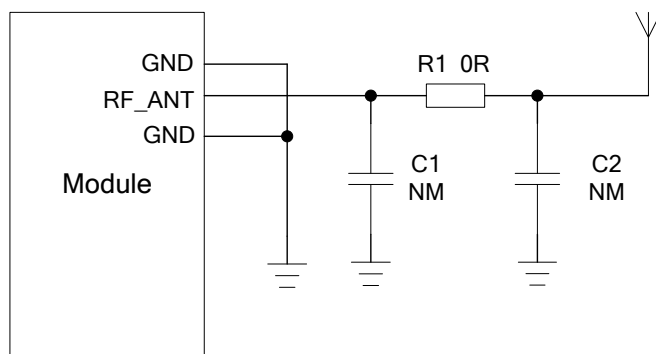 GND
RF_ANT
GND
Module
R1 0R
C1
NM
C2
NM